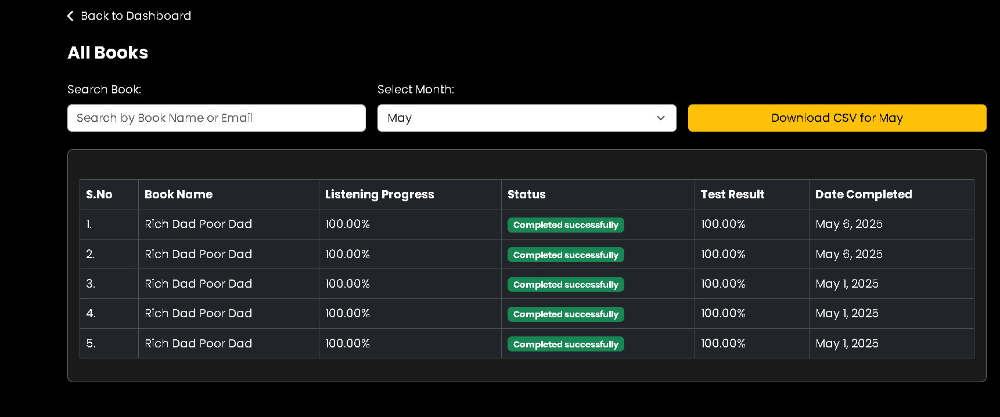 Back to Dashboard
All Books
Search Book:
Select Month:
Search by Book Name or Email
May
Download CSV for May
S.No Book Name Listening Progress Status Test Result Date Completed
1. Rich Dad Poor Dad 100.00% Completed successfully 100.00% May 6, 2025
2. Rich Dad Poor Dad 100.00% Completed successfully 100.00% May 6, 2025
3. Rich Dad Poor Dad 100.00% Completed successfully 100.00% May 1, 2025
4. Rich Dad Poor Dad 100.00% Completed successfully 100.00% May 1, 2025
5. Rich Dad Poor Dad 100.00% Completed successfully 100.00% May 1, 2025